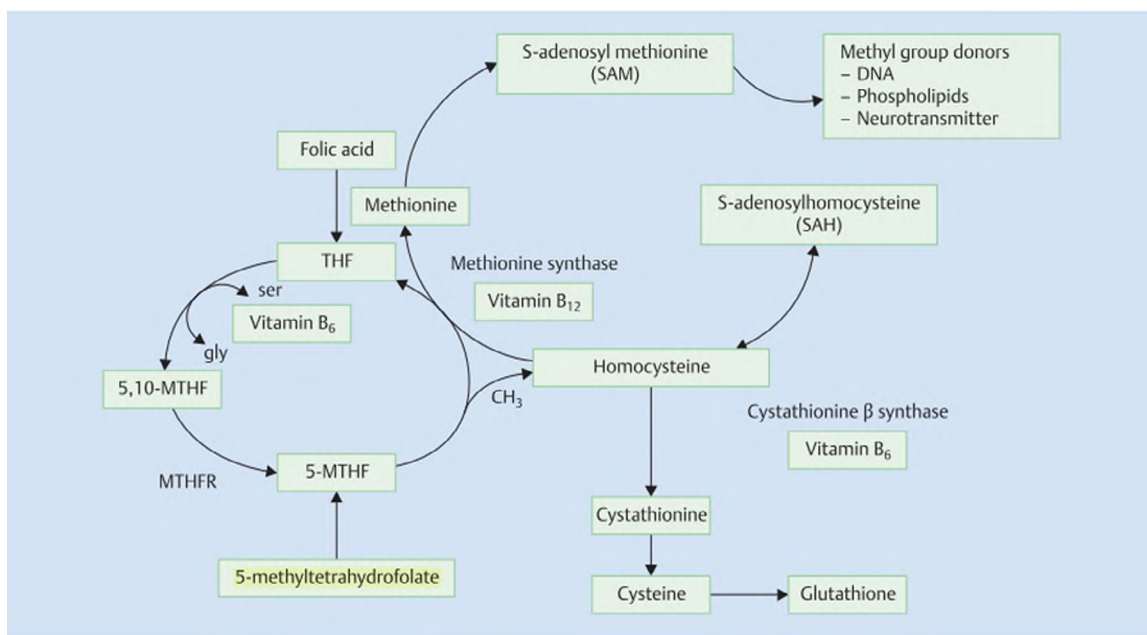 S-adenosyl methionine
(SAM)
Methyl group donors
– DNA
– Phospholipids
– Neurotransmitter
Folic acid
Methionine
S-adenosylhomocysteine
(SAH)
THF
Methionine synthase
ser
Vitamin B₁₂
Vitamin B₆
gly
Homocysteine
5,10-MTHF
CH₃
Cystathionine β synthase
Vitamin B₆
5-MTHF
MTHFR
Cystathionine
5-methyltetrahydrofolate
Cysteine
Glutathione